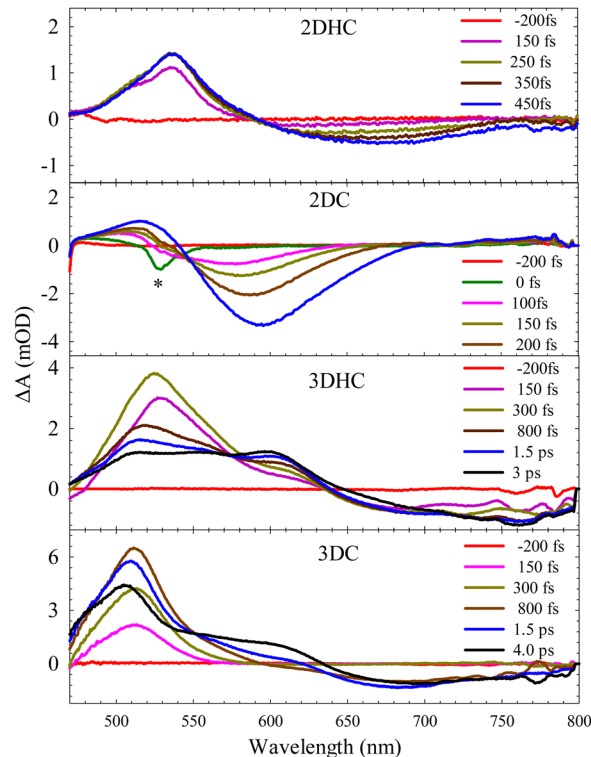 2DHC
2
1
0
-1
-200fs
150 fs
250 fs
350fs
450fs
2DC
2
0
-2
-4
*
-200 fs
0 fs
100fs
150 fs
200 fs
ΔA (mOD)
3DHC
4
2
0
-200fs
150 fs
300 fs
800 fs
1.5 ps
3 ps
3DC
6
3
0
-200 fs
150 fs
300 fs
800 fs
1.5 ps
4.0 ps
500 550 600 650 700 750 800
Wavelength (nm)